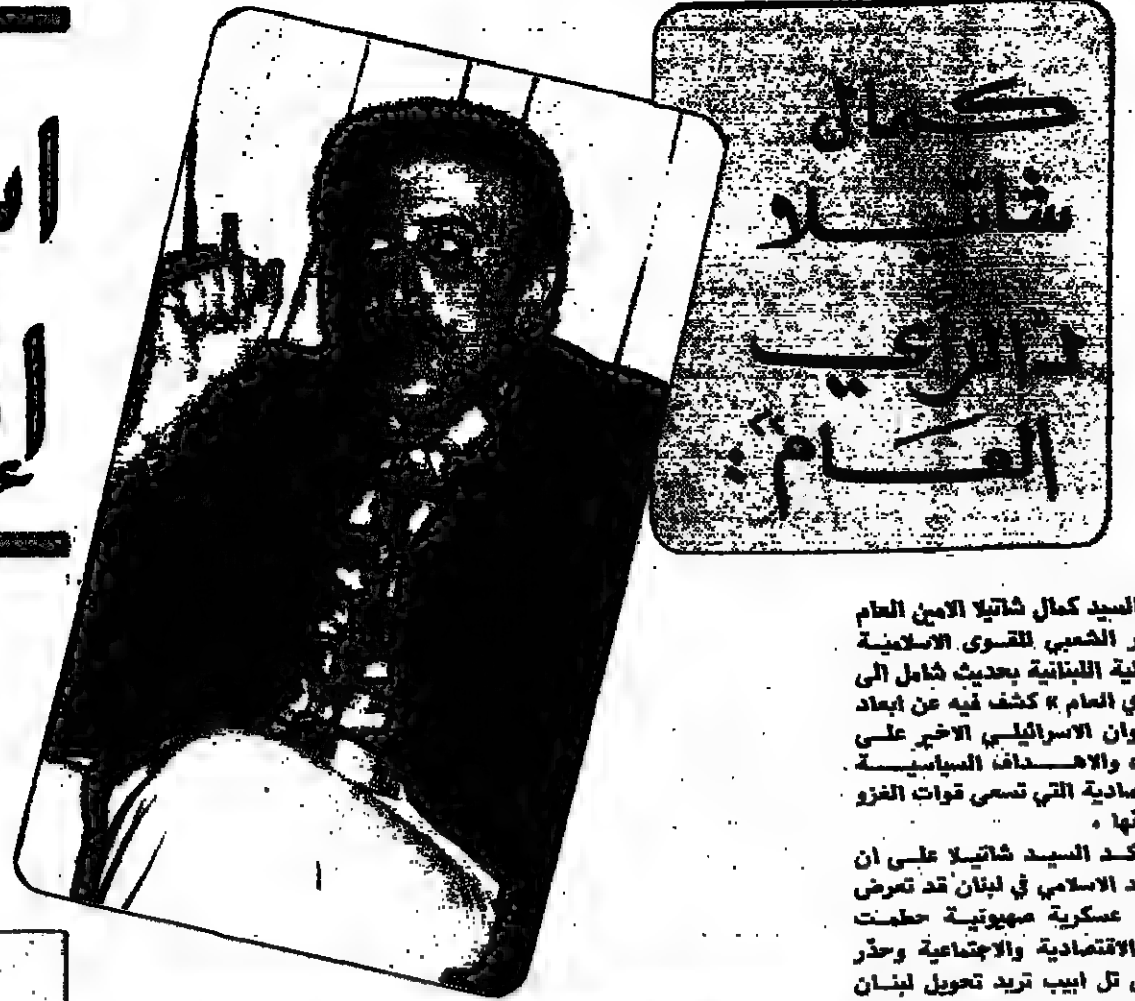 كمال
شاتيلا
لـ «الرأي
العام»:
السيد كمال شاتيلا الامين العام
ر الشعبي للقوى الاسلامية
ية اللبنانية بحديث شامل الى
ي العام » كشف فيه عن ابعاد
وان الاسرائيلي الاخير على
والاهداف السياسية
صادية التي تسعى قوات الغزو
كد السيد شاتيلا على ان
د الاسلامي في لبنان قد تعرض
عسكرية صهيونية حطمت
الاقتصادية والاجتماعية وحذر
تل ابيب تريد تحويل لبنان